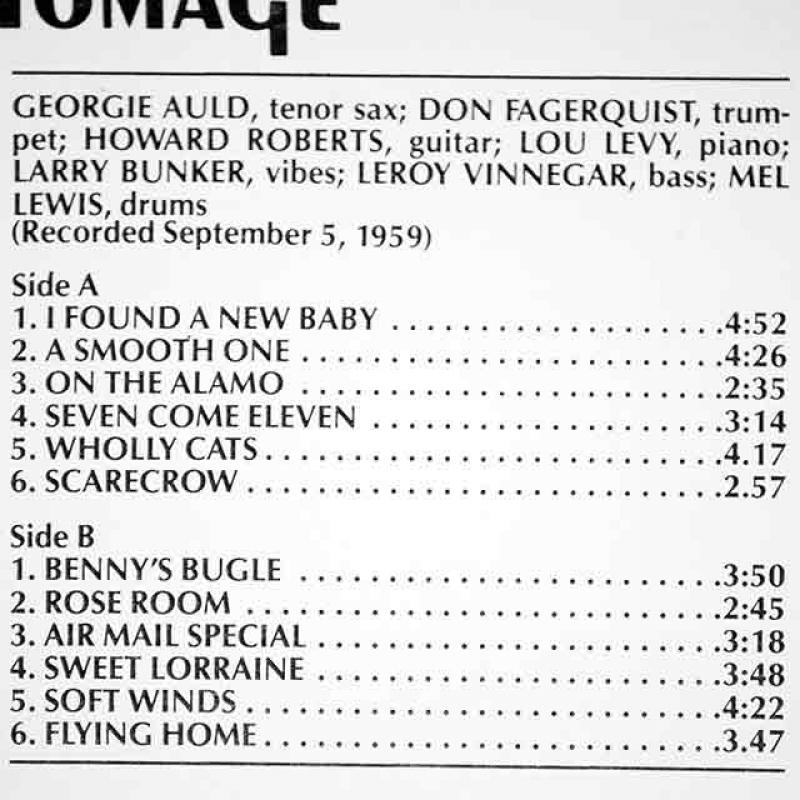 HOMAGE
GEORGIE AULD, tenor sax; DON FAGERQUIST, trum-
pet; HOWARD ROBERTS, guitar; LOU LEVY, piano;
LARRY BUNKER, vibes; LEROY VINNEGAR, bass; MEL
LEWIS, drums
(Recorded September 5, 1959)
Side A
1. I FOUND A NEW BABY . . . . . . . . . . . . . . . . . . . . .4:52
2. A SMOOTH ONE . . . . . . . . . . . . . . . . . . . . . . . . . .4:26
3. ON THE ALAMO . . . . . . . . . . . . . . . . . . . . . . . . . .2:35
4. SEVEN COME ELEVEN . . . . . . . . . . . . . . . . . . . . . .3:14
5. WHOLLY CATS . . . . . . . . . . . . . . . . . . . . . . . . . . . .4.17
6. SCARECROW . . . . . . . . . . . . . . . . . . . . . . . . . . . . .2.57
Side B
1. BENNY'S BUGLE . . . . . . . . . . . . . . . . . . . . . . . . . .3:50
2. ROSE ROOM . . . . . . . . . . . . . . . . . . . . . . . . . . . . .2:45
3. AIR MAIL SPECIAL . . . . . . . . . . . . . . . . . . . . . . . . .3:18
4. SWEET LORRAINE . . . . . . . . . . . . . . . . . . . . . . . . .3:48
5. SOFT WINDS . . . . . . . . . . . . . . . . . . . . . . . . . . . . .4:22
6. FLYING HOME . . . . . . . . . . . . . . . . . . . . . . . . . . . .3.47